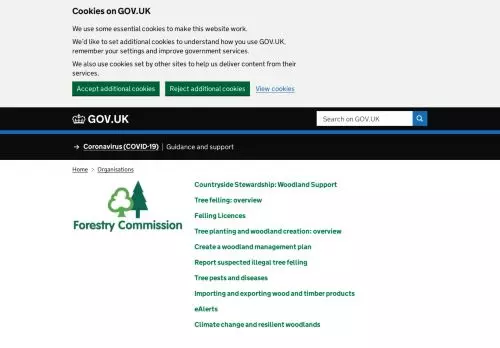 Cookies on GOV.UK
We use some essential cookies to make this website work.
We'd like to set additional cookies to understand how you use GOV.UK,
remember your settings and improve government services.
We also use cookies set by other sites to help us deliver content from their
services.
Accept additional cookies
Reject additional cookies
View cookies
GOV.UK
Search on GOV.UK
→ Coronavirus (COVID-19) | Guidance and support
Home > Organisations
Forestry Commission
Countryside Stewardship: Woodland Support
Tree felling: overview
Felling Licences
Tree planting and woodland creation: overview
Create a woodland management plan
Report suspected illegal tree felling
Tree pests and diseases
Importing and exporting wood and timber products
eAlerts
Climate change and resilient woodlands